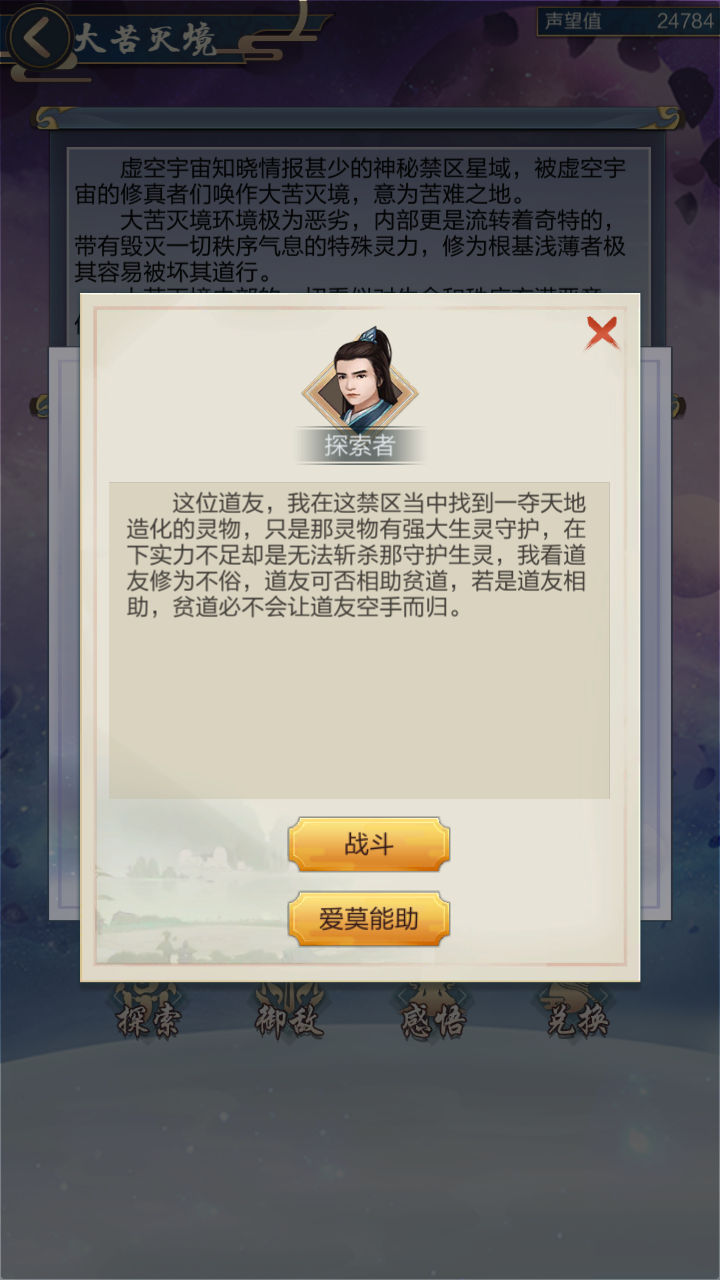 大苦灭境
声望值 24784
虚空宇宙知晓情报甚少的神秘禁区星域，被虚空宇
宙的修真者们唤作大苦灭境，意为苦难之地。
大苦灭境环境极为恶劣，内部更是流转着奇特的，
带有毁灭一切秩序气息的特殊灵力，修为根基浅薄者极
其容易被坏其道行。
探索者
这位道友，我在这禁区当中找到一夺天地
造化的灵物，只是那灵物有强大生灵守护，在
下实力不足却是无法斩杀那守护生灵，我看道
友修为不俗，道友可否相助贫道，若是道友相
助，贫道必不会让道友空手而归。
战斗
爱莫能助
探索 御敌 感悟 兑换